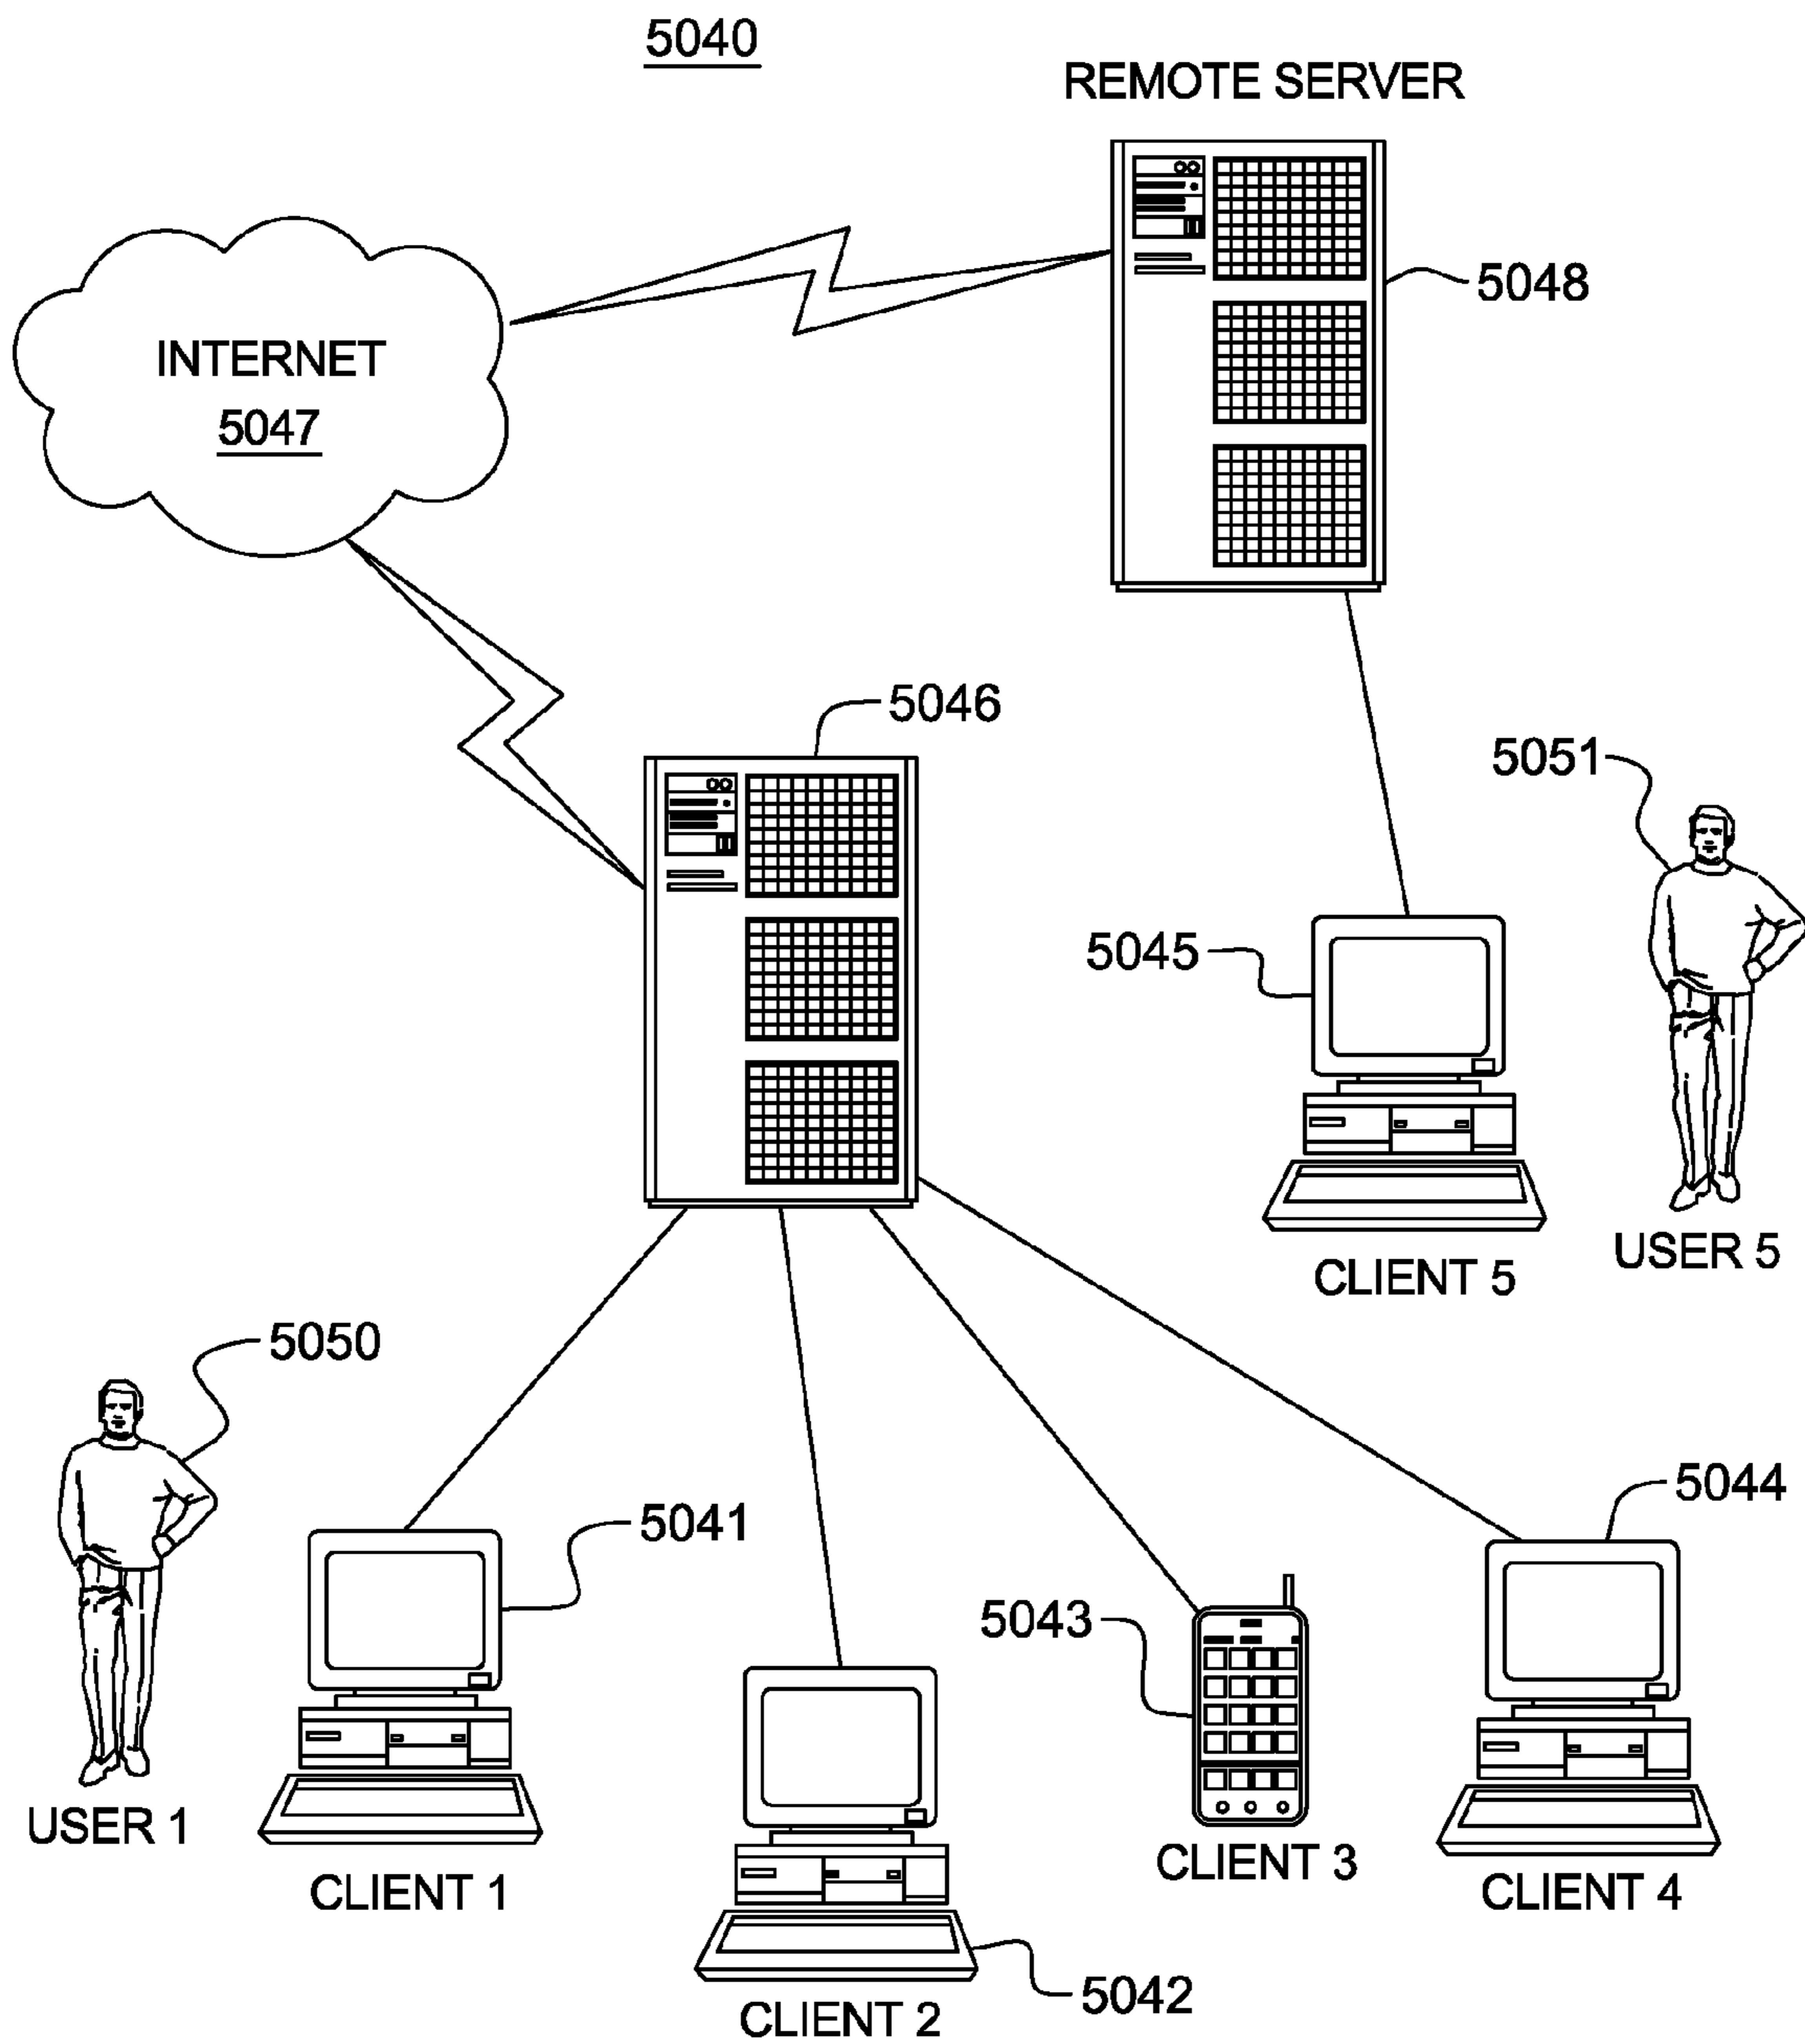 5040
REMOTE SERVER
5048
INTERNET
5047
5046
5051
5045
USER 5
CLIENT 5
5050
5044
5041
5043
USER 1
CLIENT 3
CLIENT 1
CLIENT 4
5042
CLIENT 2